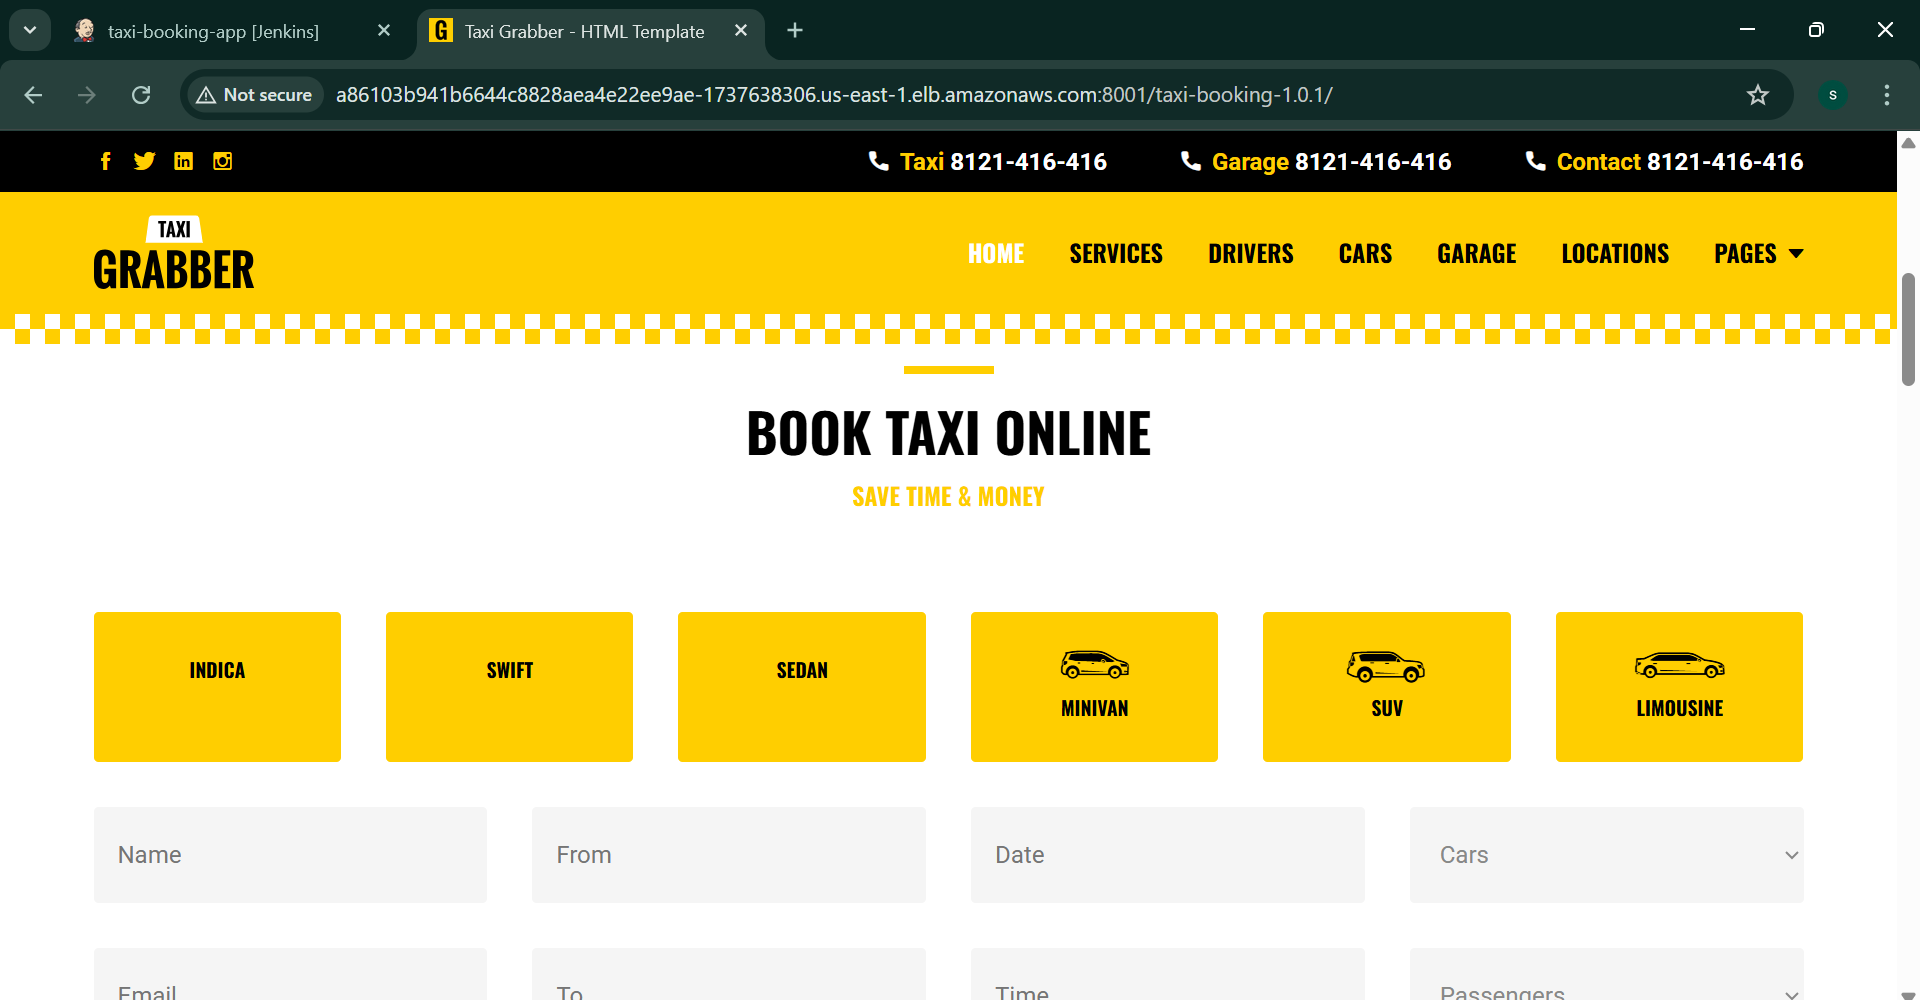 taxi-booking-app [Jenkins]
G Taxi Grabber - HTML Template
Not secure a86103b941b6644c8828aea4e22ee9ae-1737638306.us-east-1.elb.amazonaws.com:8001/taxi-booking-1.0.1/
s
Taxi 8121-416-416 Garage 8121-416-416 Contact 8121-416-416
TAXI
GRABBER
HOME SERVICES DRIVERS CARS GARAGE LOCATIONS PAGES
BOOK TAXI ONLINE
SAVE TIME & MONEY
INDICA SWIFT SEDAN MINIVAN SUV LIMOUSINE
Name From Date Cars
Email To Time Passengers